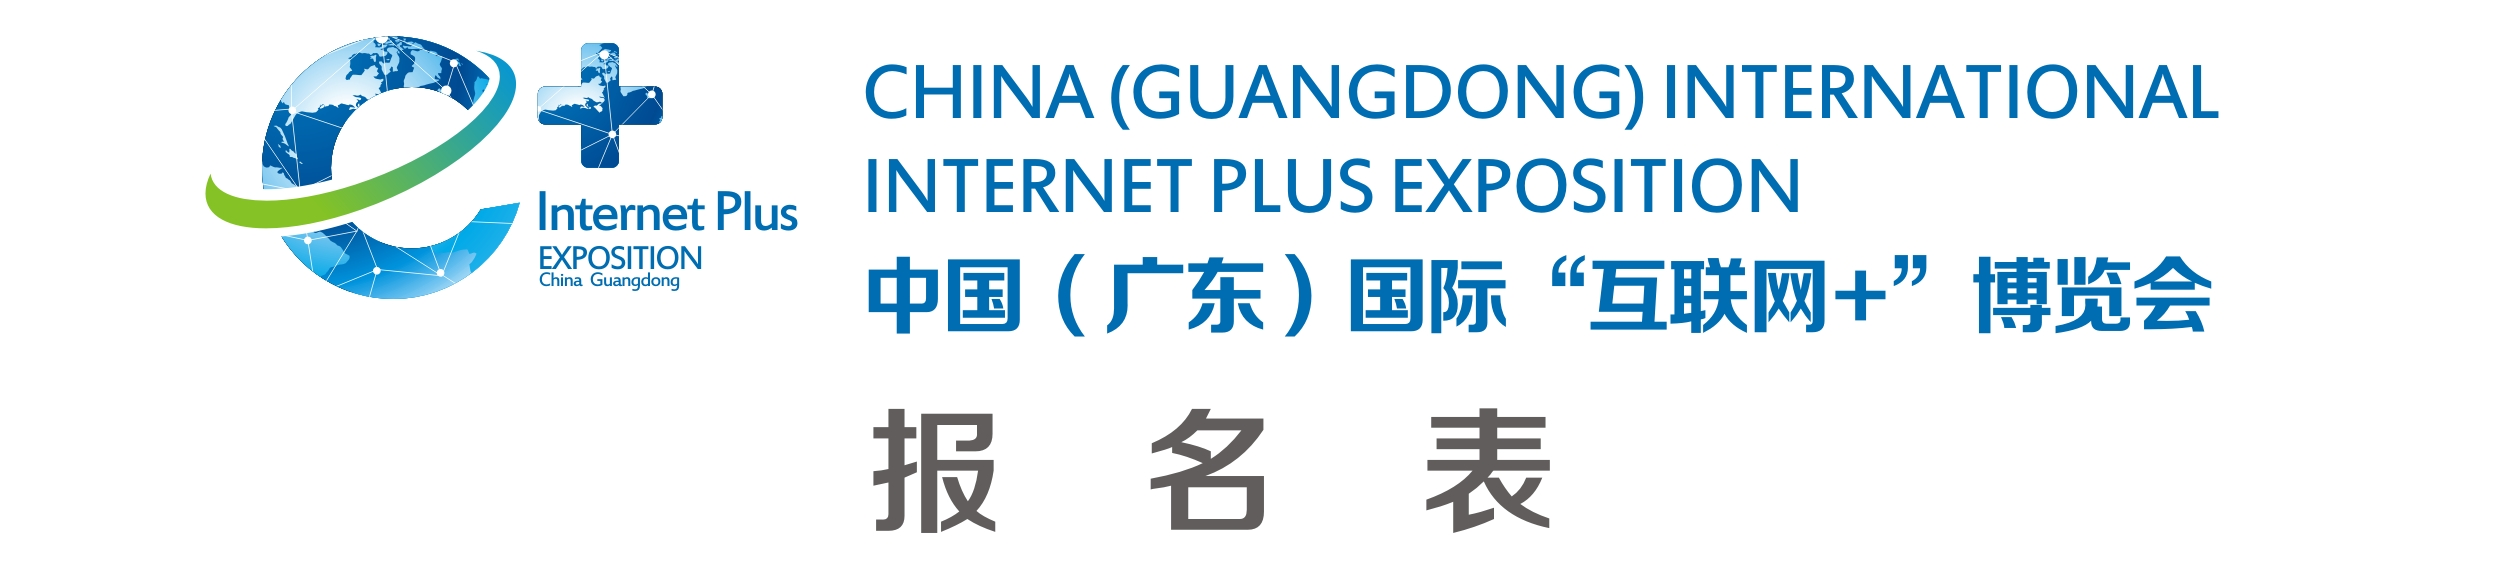 Internet Plus
EXPOSITION
China Guangdong
CHINA (GUANGDONG) INTERNATIONAL
INTERNET PLUS EXPOSITION
中国（广东）国际“互联网+”博览会
报 名 表